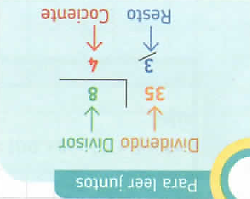 Para leer juntos
Dividendo Divisor
35 8
3 4
Resto Cociente